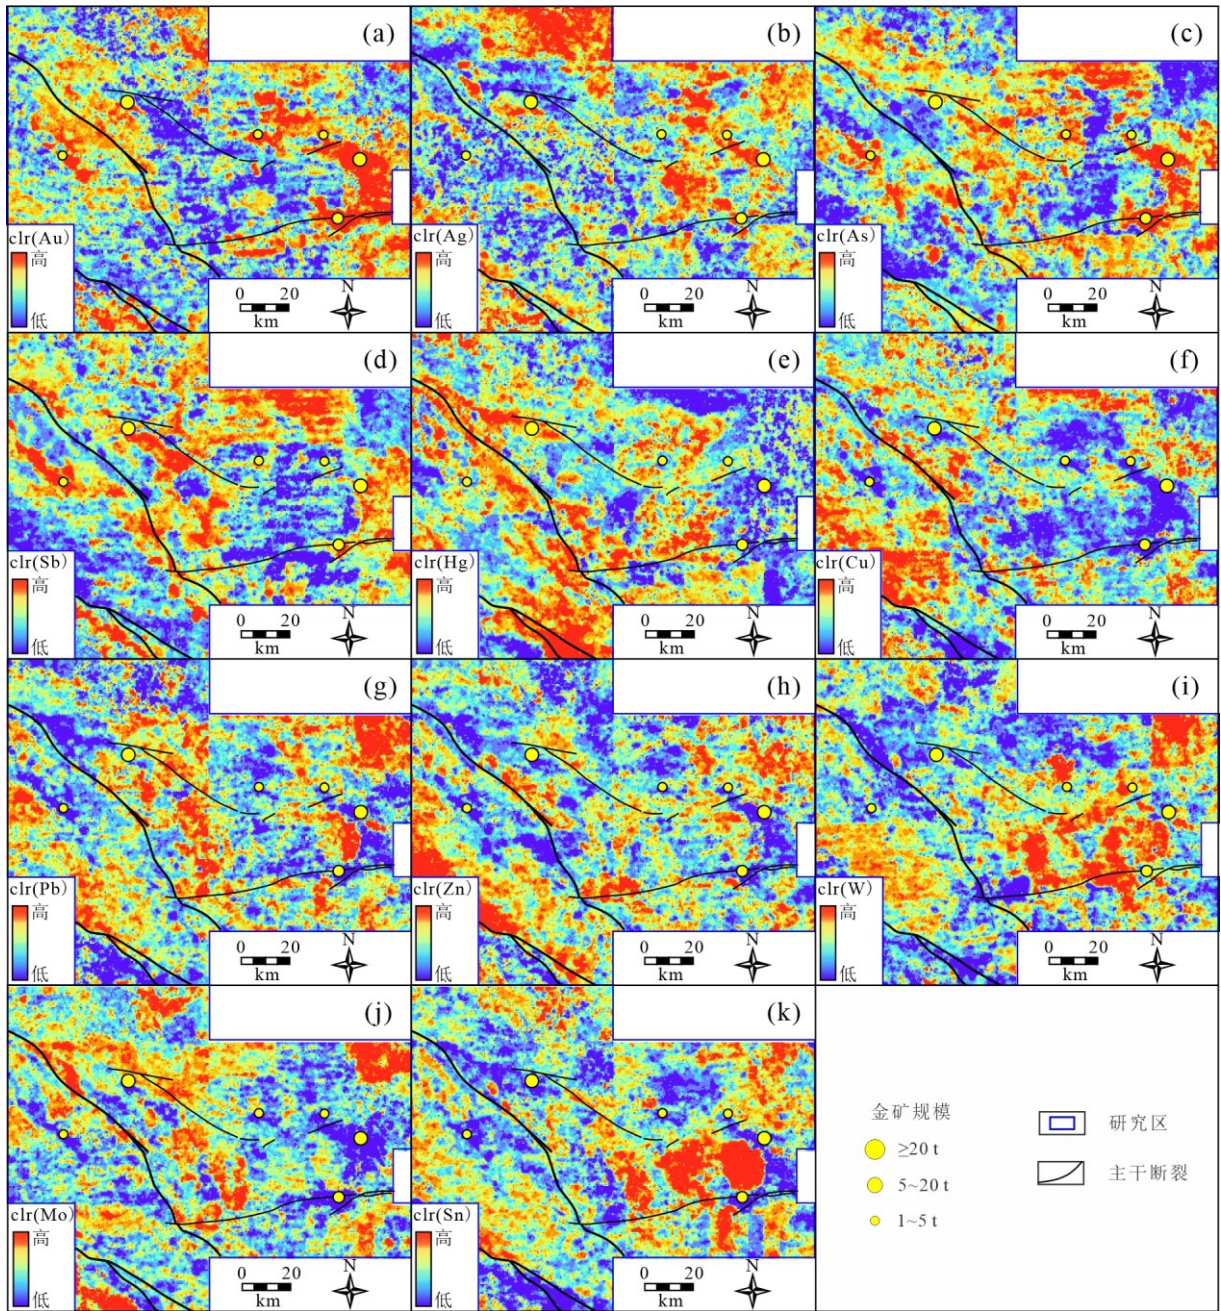 (a)
clr(Au)
高
低
0 20
km
N
(b)
clr(Ag)
高
低
0 20
km
N
(c)
clr(As)
高
低
0 20
km
N
(d)
clr(Sb)
高
低
0 20
km
N
(e)
clr(Hg)
高
低
0 20
km
N
(f)
clr(Cu)
高
低
0 20
km
N
(g)
clr(Pb)
高
低
0 20
km
N
(h)
clr(Zn)
高
低
0 20
km
N
(i)
clr(W)
高
低
0 20
km
N
(j)
clr(Mo)
高
低
0 20
km
N
(k)
clr(Sn)
高
低
0 20
km
N
金矿规模
≥20 t
5~20 t
1~5 t
研究区
主干断裂